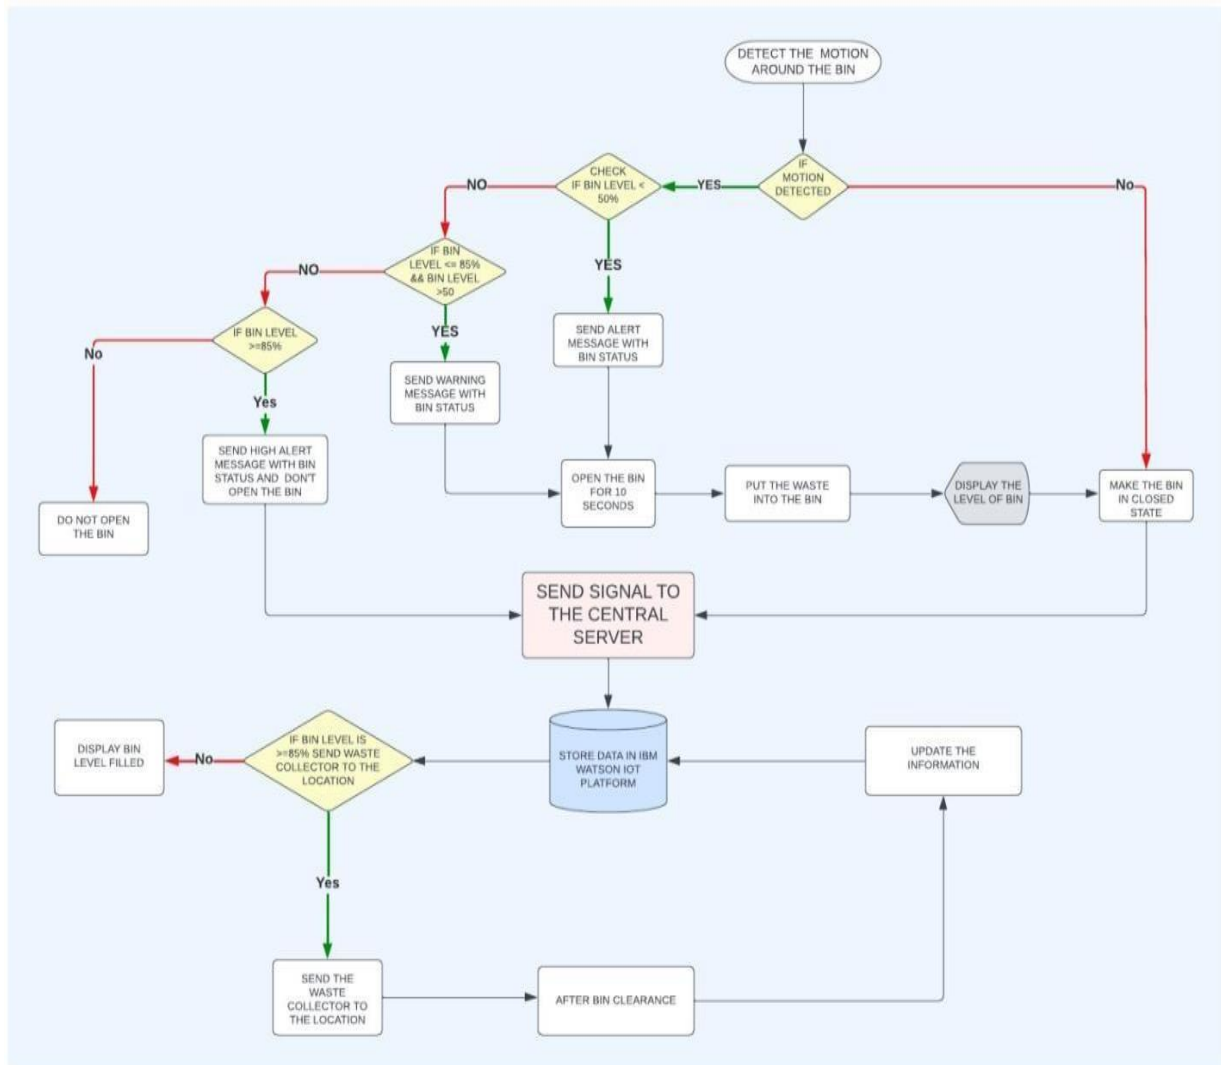 DETECT THE MOTION
AROUND THE BIN
IF
MOTION
DETECTED
YES
No
CHECK
IF BIN LEVEL <
50%
NO
YES
IF BIN
LEVEL <= 85%
&& BIN LEVEL
>50
NO
YES
IF BIN LEVEL
>=85%
No
Yes
SEND ALERT
MESSAGE WITH
BIN STATUS
SEND WARNING
MESSAGE WITH
BIN STATUS
SEND HIGH ALERT
MESSAGE WITH BIN
STATUS AND DON'T
OPEN THE BIN
DO NOT OPEN
THE BIN
OPEN THE BIN
FOR 10
SECONDS
PUT THE WASTE
INTO THE BIN
DISPLAY THE
LEVEL OF BIN
MAKE THE BIN
IN CLOSED
STATE
SEND SIGNAL TO
THE CENTRAL
SERVER
STORE DATA IN IBM
WATSON IOT
PLATFORM
IF BIN LEVEL IS
>=85% SEND WASTE
COLLECTOR TO THE
LOCATION
No
DISPLAY BIN
LEVEL FILLED
UPDATE THE
INFORMATION
Yes
SEND THE
WASTE
COLLECTOR TO
THE LOCATION
AFTER BIN CLEARANCE